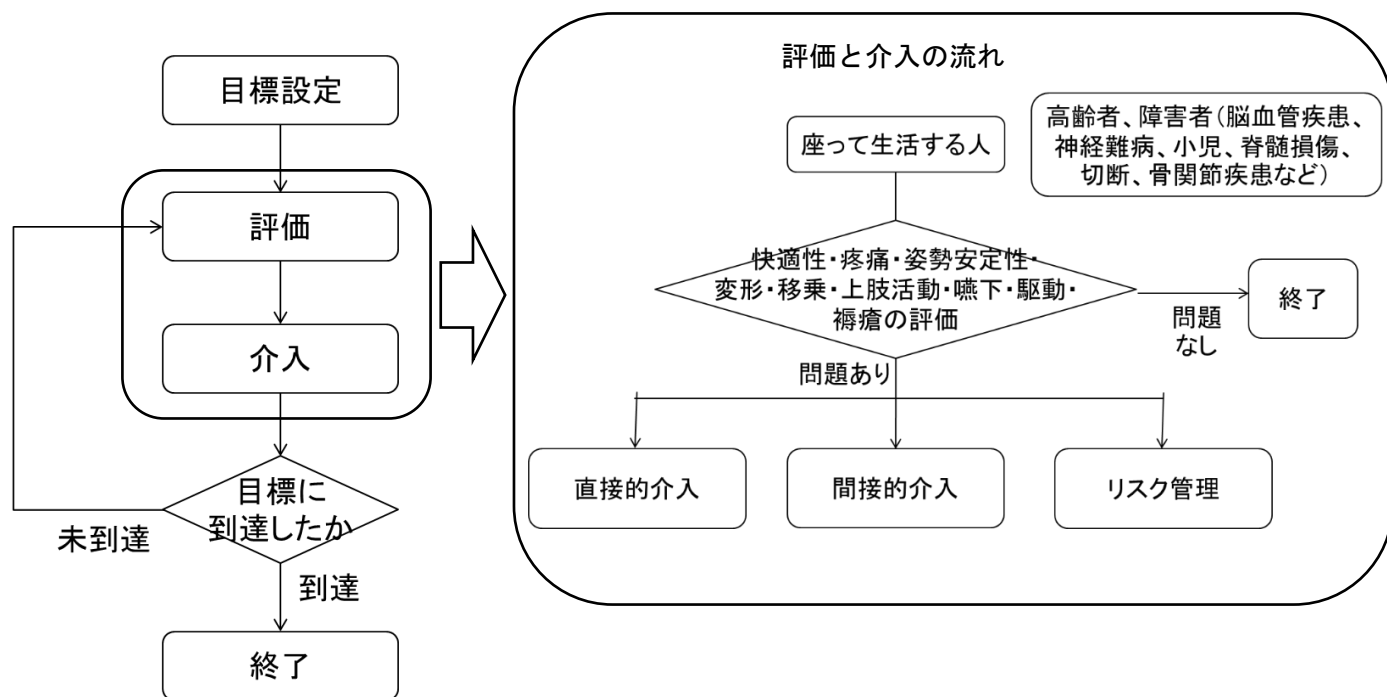 目標設定
評価
介入
目標に
到達したか
未到達
到達
終了
評価と介入の流れ
座って生活する人
高齢者、障害者(脳血管疾患、
神経難病、小児、脊髄損傷、
切断、骨関節疾患など)
快適性・疼痛・姿勢安定性・
変形・移乗・上肢活動・嚥下・駆動・
褥瘡の評価
問題
なし
終了
問題あり
直接的介入
間接的介入
リスク管理